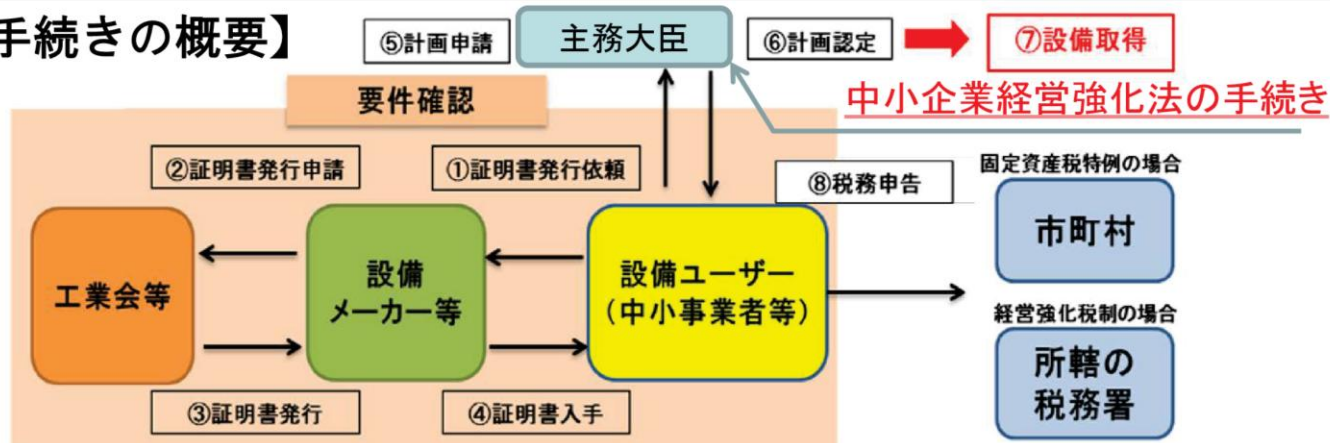 手続きの概要】
⑤計画申請
主務大臣
⑥計画認定
⑦設備取得
中小企業経営強化法の手続き
要件確認
②証明書発行申請
①証明書発行依頼
⑧税務申告
固定資産税特例の場合
市町村
工業会等
設備
メーカー等
設備ユーザー
(中小事業者等)
経営強化税制の場合
所轄の
税務署
③証明書発行
④証明書入手